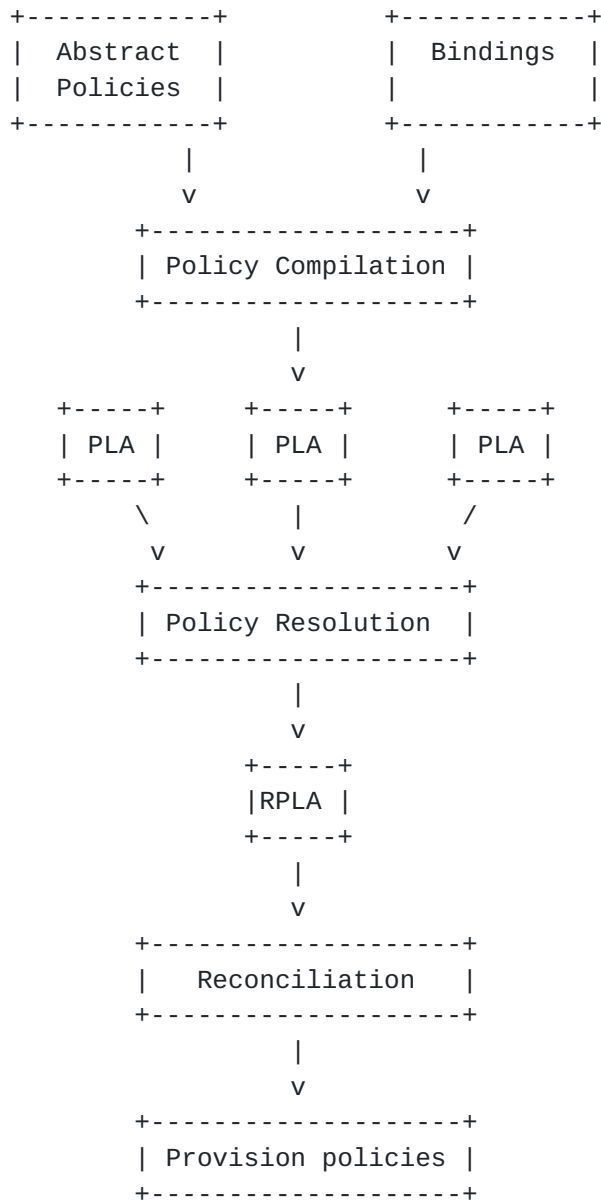 +------------+          +------------+
|  Abstract  |          |  Bindings  |
|  Policies  |          |            |
+------------+          +------------+
           |              |
           v              v
        +--------------------+
        | Policy Compilation |
        +--------------------+
                  |
                  v
   +-----+     +-----+      +-----+
   | PLA |     | PLA |      | PLA |
   +-----+     +-----+      +-----+
        \         |          /
         v        v         v
        +--------------------+
        | Policy Resolution  |
        +--------------------+
                  |
                  v
               +-----+
               |RPLA |
               +-----+
                  |
                  v
        +--------------------+
        |   Reconciliation   |
        +--------------------+
                  |
                  v
        +--------------------+
        | Provision policies |
        +--------------------+